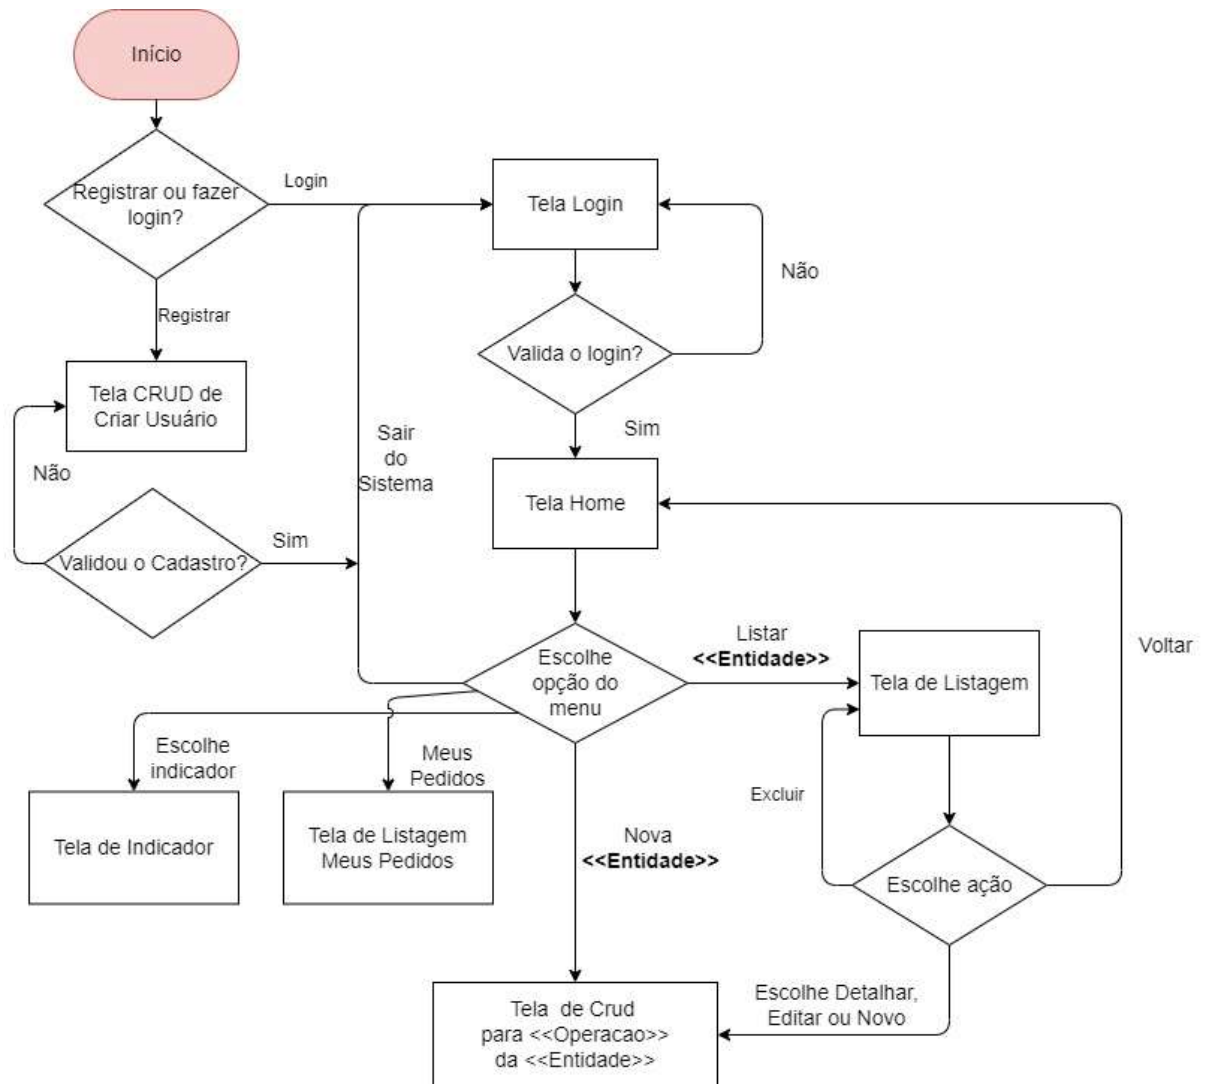 Início
Registrar ou fazer
login?
Login
Tela Login
Não
Registrar
Valida o login?
Tela CRUD de
Criar Usuário
Sim
Sair
do
Sistema
Não
Tela Home
Validou o Cadastro?
Sim
Escolhe
opção do
menu
Listar
<<Entidade>>
Tela de Listagem
Voltar
Escolhe
indicador
Meus
Pedidos
Excluir
Tela de Indicador
Tela de Listagem
Meus Pedidos
Nova
<<Entidade>>
Escolhe ação
Tela  de Crud
para <<Operacao>>
da <<Entidade>>
Escolhe Detalhar,
Editar ou Novo